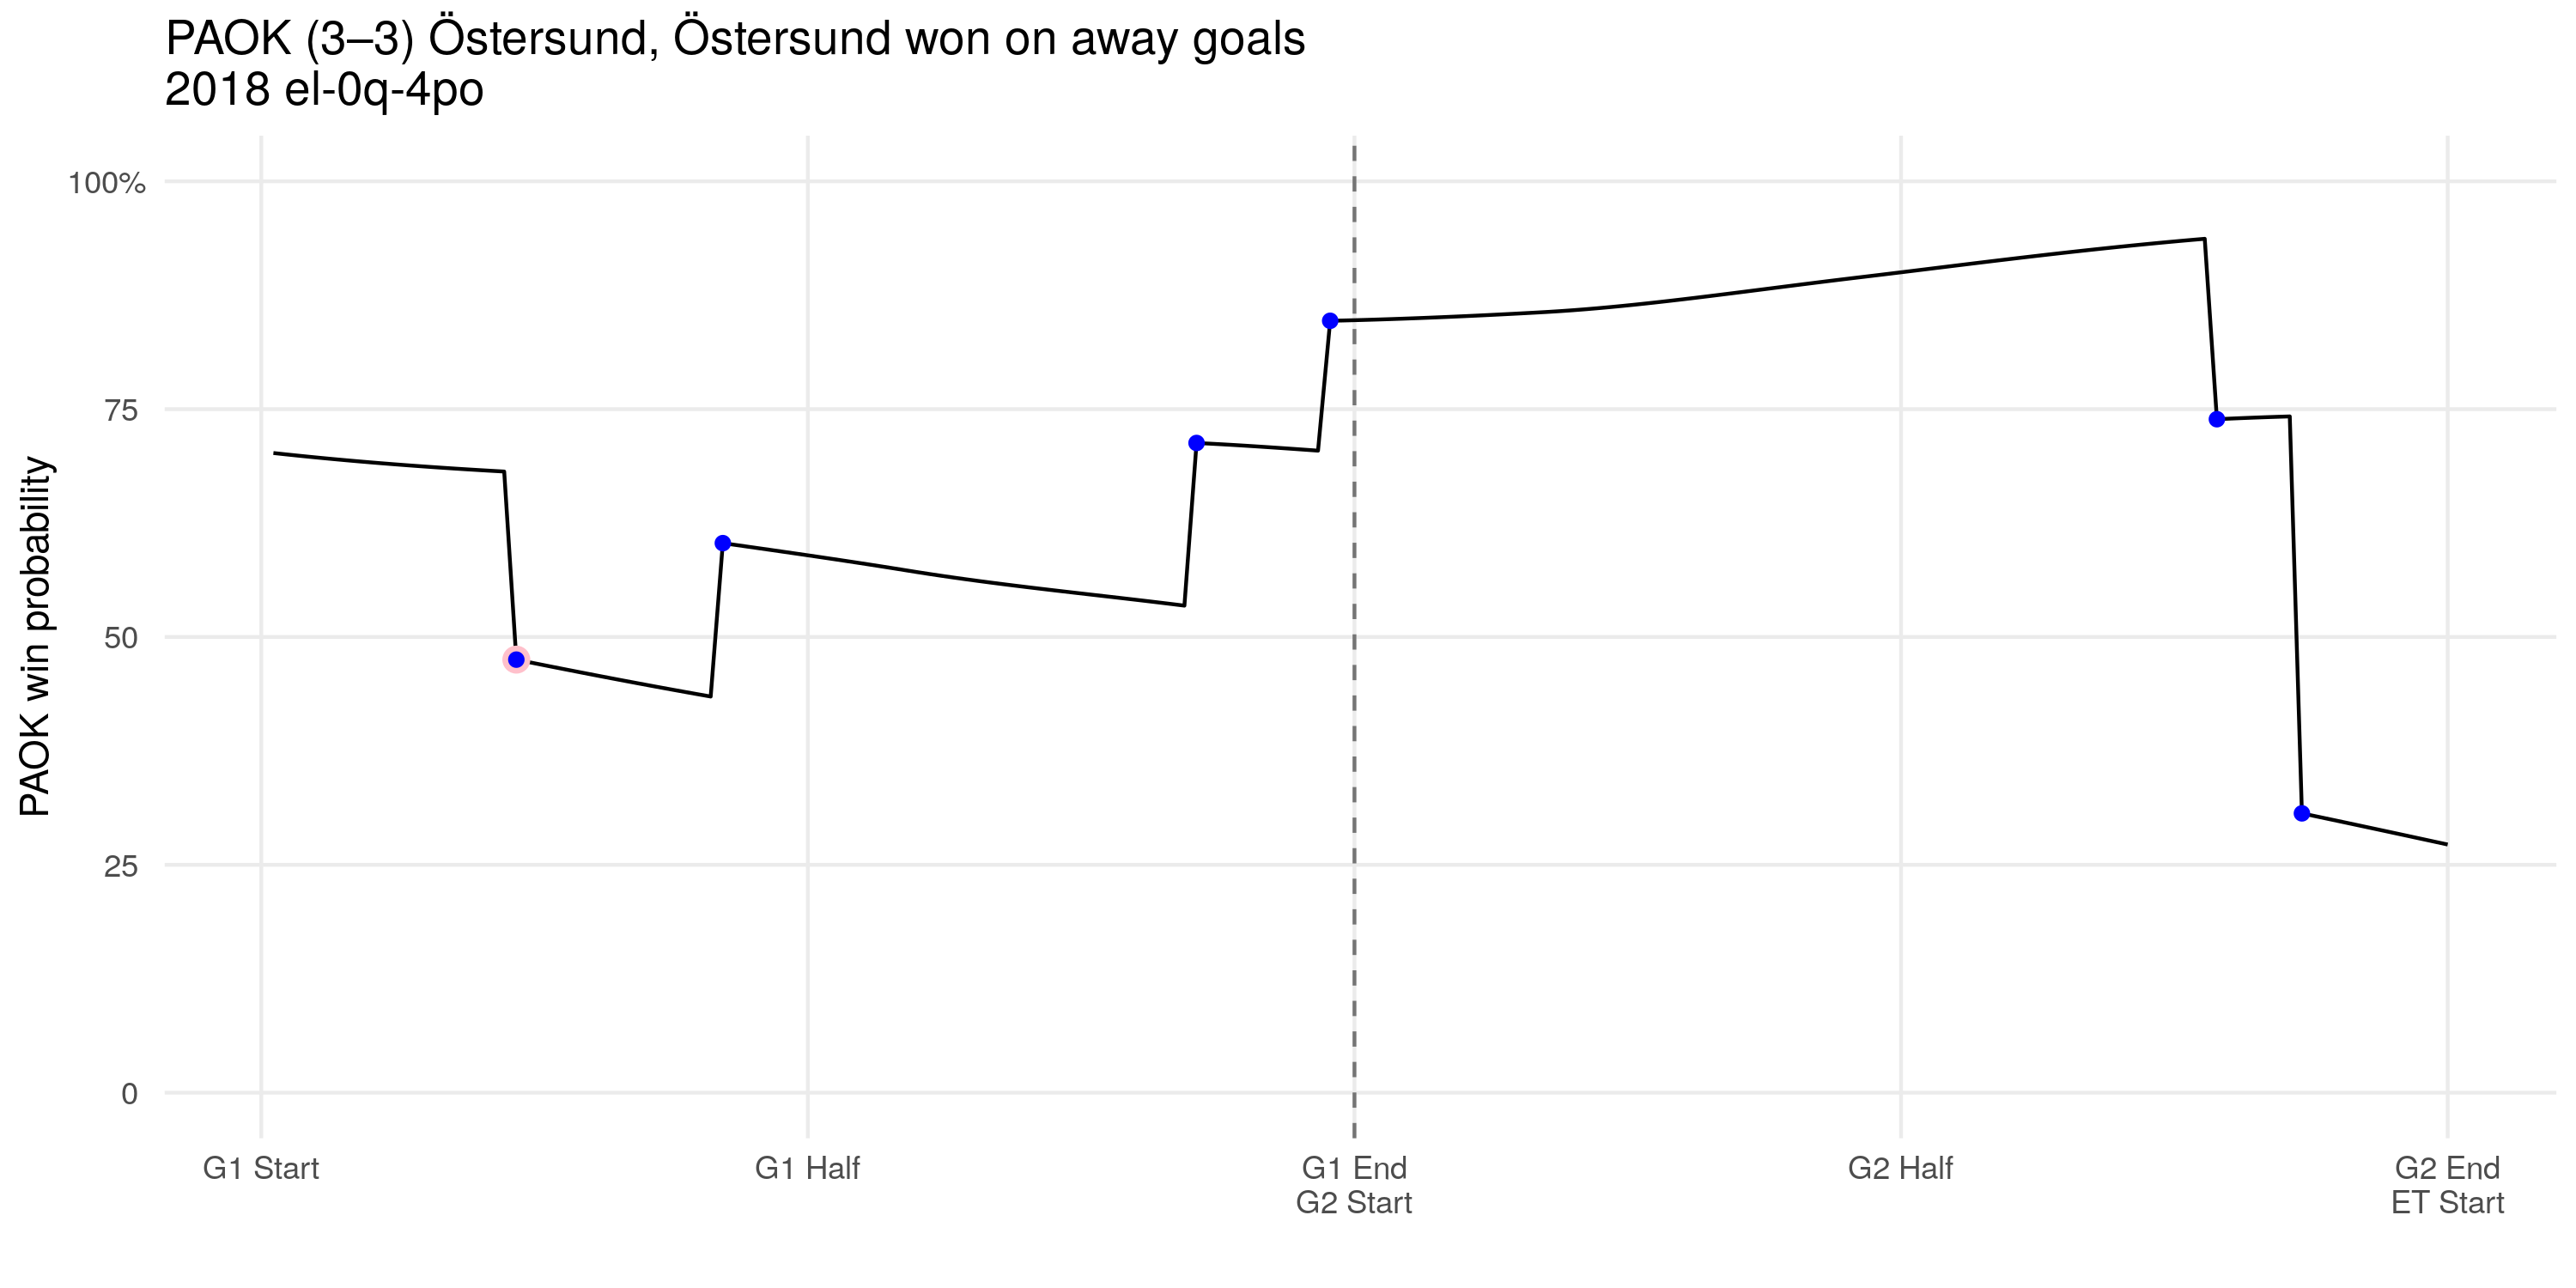 PAOK (3–3) Östersund, Östersund won on away goals
2018 el-0q-4po
PAOK win probability
100%
75
50
25
0
G1 Start
G1 Half
G1 End
G2 Start
G2 Half
G2 End
ET Start